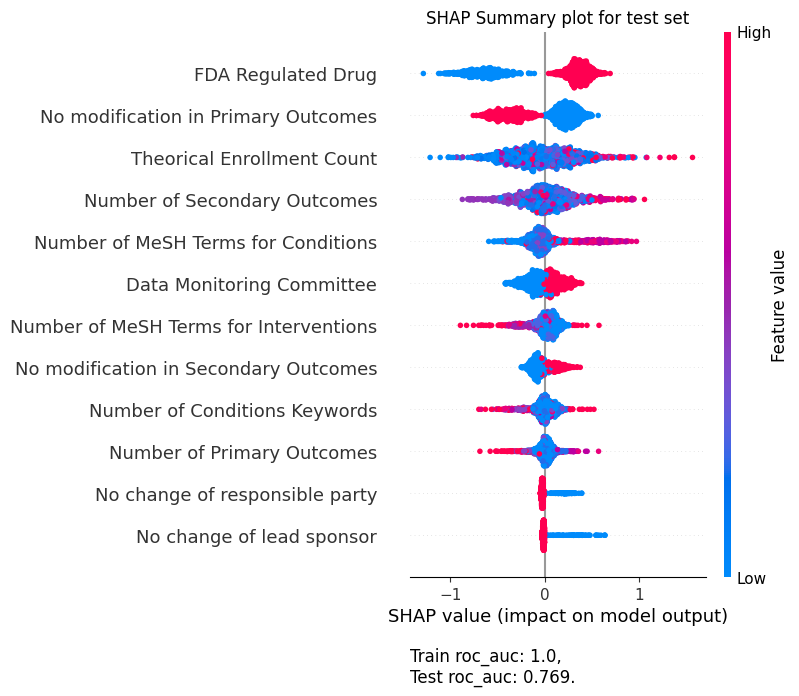 SHAP Summary plot for test set
High
FDA Regulated Drug
No modification in Primary Outcomes
Theorical Enrollment Count
Number of Secondary Outcomes
Number of MeSH Terms for Conditions
Data Monitoring Committee
Number of MeSH Terms for Interventions
No modification in Secondary Outcomes
Number of Conditions Keywords
Number of Primary Outcomes
No change of responsible party
No change of lead sponsor
Feature value
Low
−1 0 1
SHAP value (impact on model output)
Train roc_auc: 1.0,
Test roc_auc: 0.769.